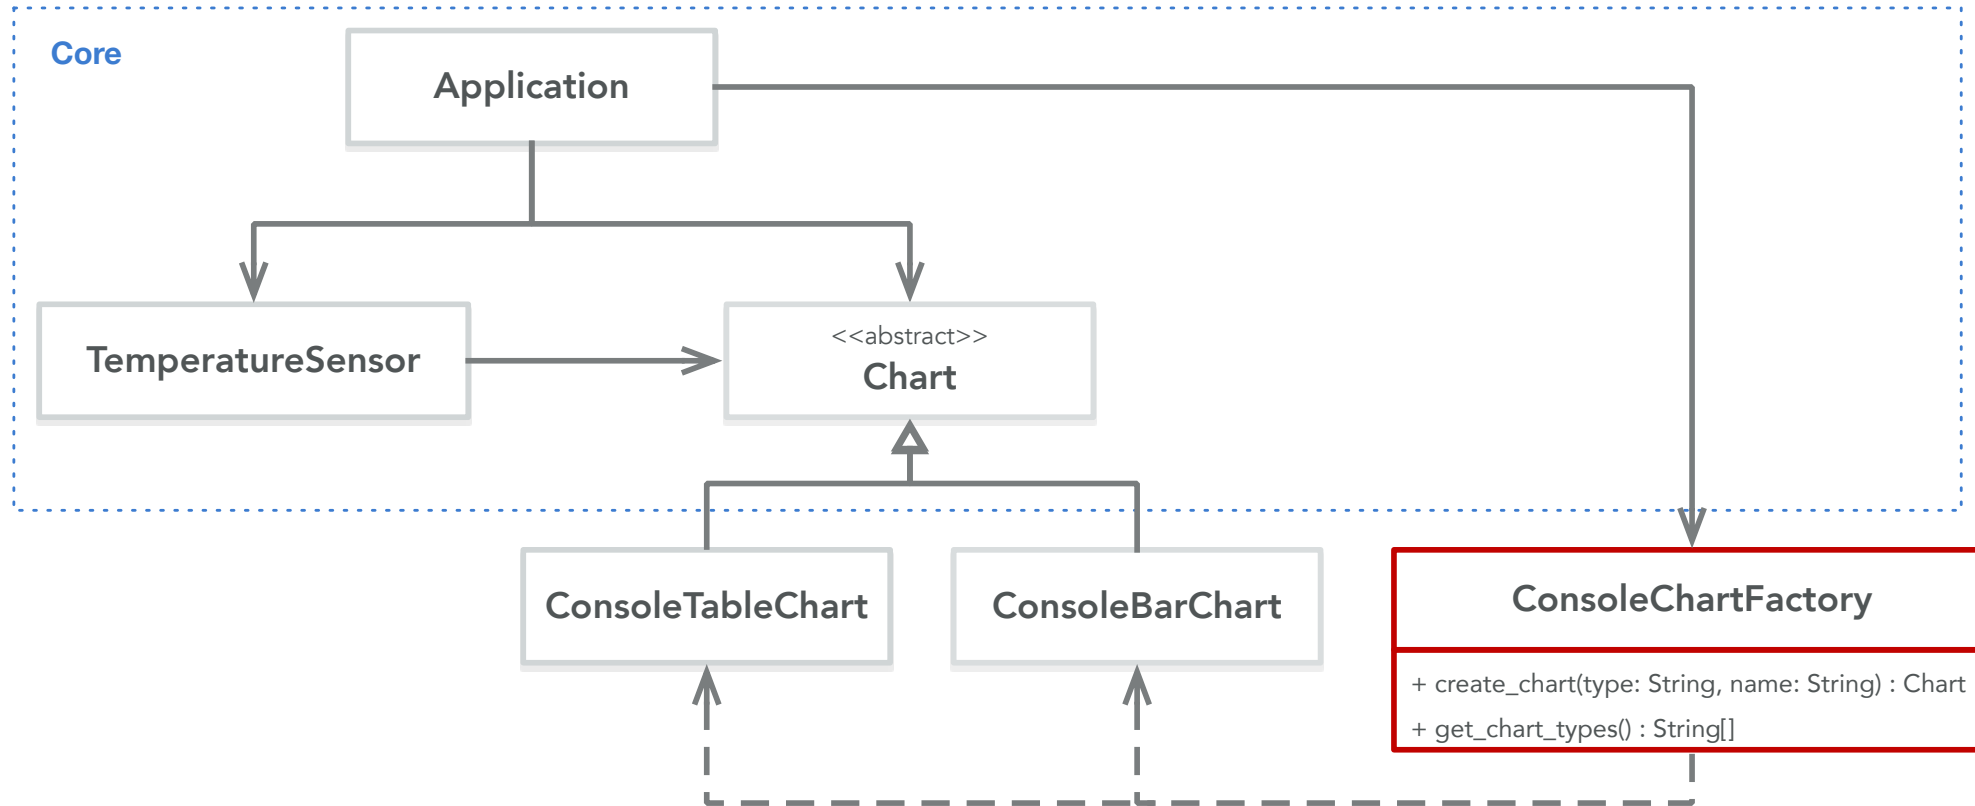 Core
Application
TemperatureSensor
<<abstract>>
Chart
ConsoleTableChart
ConsoleBarChart
ConsoleChartFactory
+ create_chart(type: String, name: String) : Chart
+ get_chart_types() : String[]